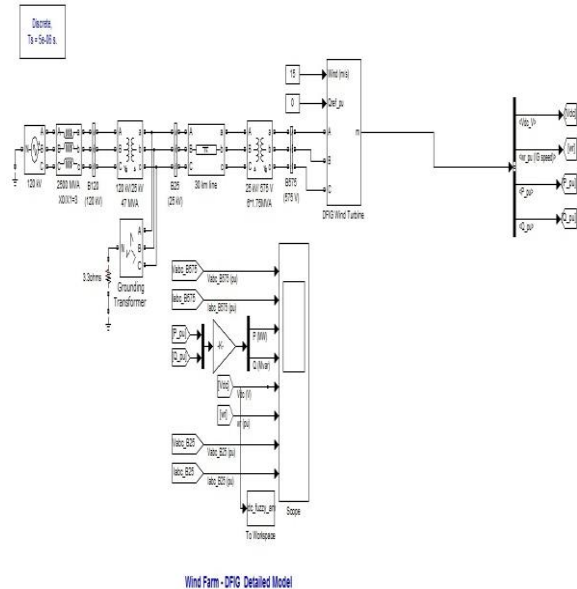 Discrete,
Ts = 5e-06 s.
15
0
Wind (m/s)
Qref_pu
A
B
C
m
DFIG Wind Turbine
<Vdc_V>
<wr_pu (G speed)>
<P_pu>
<Q_pu>
[Vdc]
[wr]
[P_pu]
[Q_pu]
N
A
B
C
120 kV
A A
B B
C C
2500 MVA
X0/X1=3
A a
B b
C c
B120
(120 kV)
A a
B b
C c
120 kV/25 kV
47 MVA
A a
B b
C c
B25
(25 kV)
A a
B b
C c
30 km line
A a
B b
C c
25 kV/ 575 V
6*1.75MVA
B575
(575 V)
N
A
B
C
3.3ohms
Grounding
Transformer
Vabc_B575
Vabc_B575 (pu)
Iabc_B575
Iabc_B575 (pu)
[P_pu]
[Q_pu]
-K-
P (MW)
Q (Mvar)
[Vdc]
Vdc (V)
[wr]
wr (pu)
Vabc_B25
Vabc_B25 (pu)
Iabc_B25
Iabc_B25 (pu)
To Workspace
Scope
Wind Farm - DFIG Detailed Model